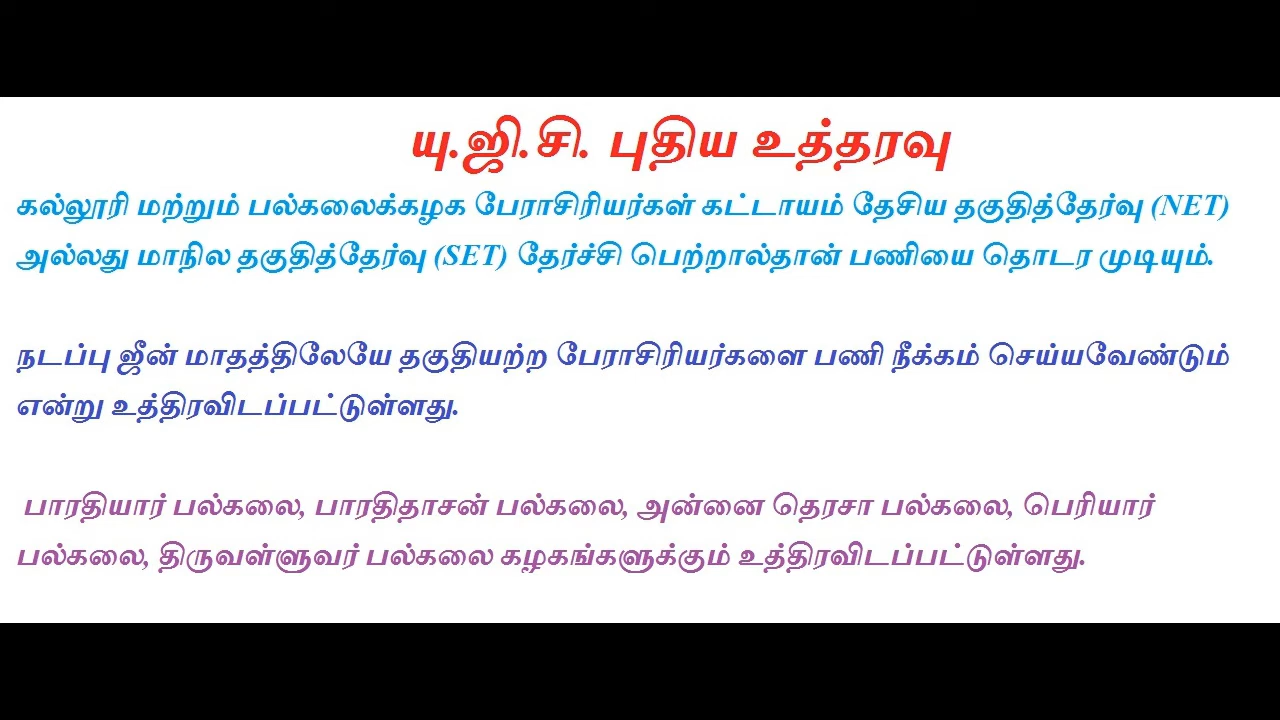 யு.ஜி.சி. புதிய உத்தரவு
கல்லூரி மற்றும் பல்கலைக்கழக பேராசிரியர்கள் கட்டாயம் தேசிய தகுதித்தேர்வு (NET)
அல்லது மாநில தகுதித்தேர்வு (SET) தேர்ச்சி பெற்றால்தான் பணியை தொடர முடியும்.
நடப்பு ஜீன் மாதத்திலேயே தகுதியற்ற பேராசிரியர்களை பணி நீக்கம் செய்யவேண்டும்
என்று உத்திரவிடப்பட்டுள்ளது.
பாரதியார் பல்கலை, பாரதிதாசன் பல்கலை, அன்னை தெரசா பல்கலை, பெரியார்
பல்கலை, திருவள்ளுவர் பல்கலை கழகங்களுக்கும் உத்திரவிடப்பட்டுள்ளது.